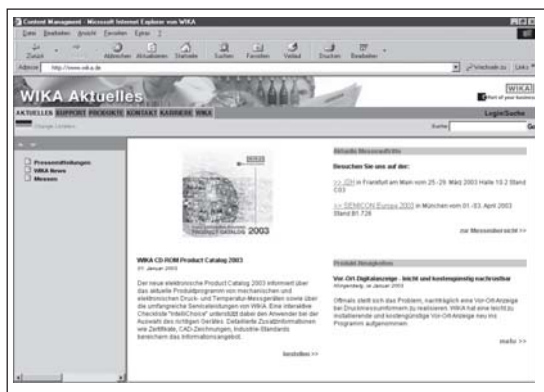 Content Managment - Microsoft Internet Explorer von WIKA
Datei Bearbeiten Ansicht Favoriten Extras ?
Zurück Abbrechen Aktualisieren Startseite Suchen Favoriten Verlauf Drucken Bearbeiten
Adresse http://www.wika.de Wechseln zu Links »
WIKA Aktuelles
WIKA
Part of your business
AKTUELLES SUPPORT PRODUKTE KONTAKT KARRIERE WIKA Login/Suche
Change Location Suche Go
Pressemitteilungen
WIKA News
Messen
PRODUCT CATALOG 2003
WIKA CD-ROM Product Catalog 2003
Januar 2003
Der neue elektronische Product Catalog 2003 informiert über
das aktuelle Produktprogramm von mechanischen und
elektronischen Druck- und Temperatur-Messgeräten sowie über
die umfangreiche Serviceleistungen von WIKA. Eine interaktive
Checkliste "IntelliChoice" unterstützt dabei den Anwender bei der
Auswahl des richtigen Gerätes. Detaillierte Zusatzinformationen
wie Zertifikate, CAD-Zeichnungen, Industrie-Standards
bereichern das Informationsangebot.
bestellen >>
Aktuelle Messeauftritte
Besuchen Sie uns auf der:
>> ISH in Frankfurt am Main vom 25.-29. März 2003 Halle 10.2 Stand
C03
>> SEMICON Europa 2003 in München vom 01.-03. April 2003
Stand B1.726
zur Messeübersicht >>
Produkt Neuigkeiten
Vor-Ort-Digitalanzeige - leicht und kostengünstig nachrüstbar
Klingenberg, im Januar 2003
Oftmals stellt sich das Problem, nachträglich eine Vor-Ort-Anzeige
bei Druckmessumformern zu realisieren. WIKA hat eine leicht zu
installierende und kostengünstige Vor-Ort-Anzeige neu ins
Programm aufgenommen.
mehr >>